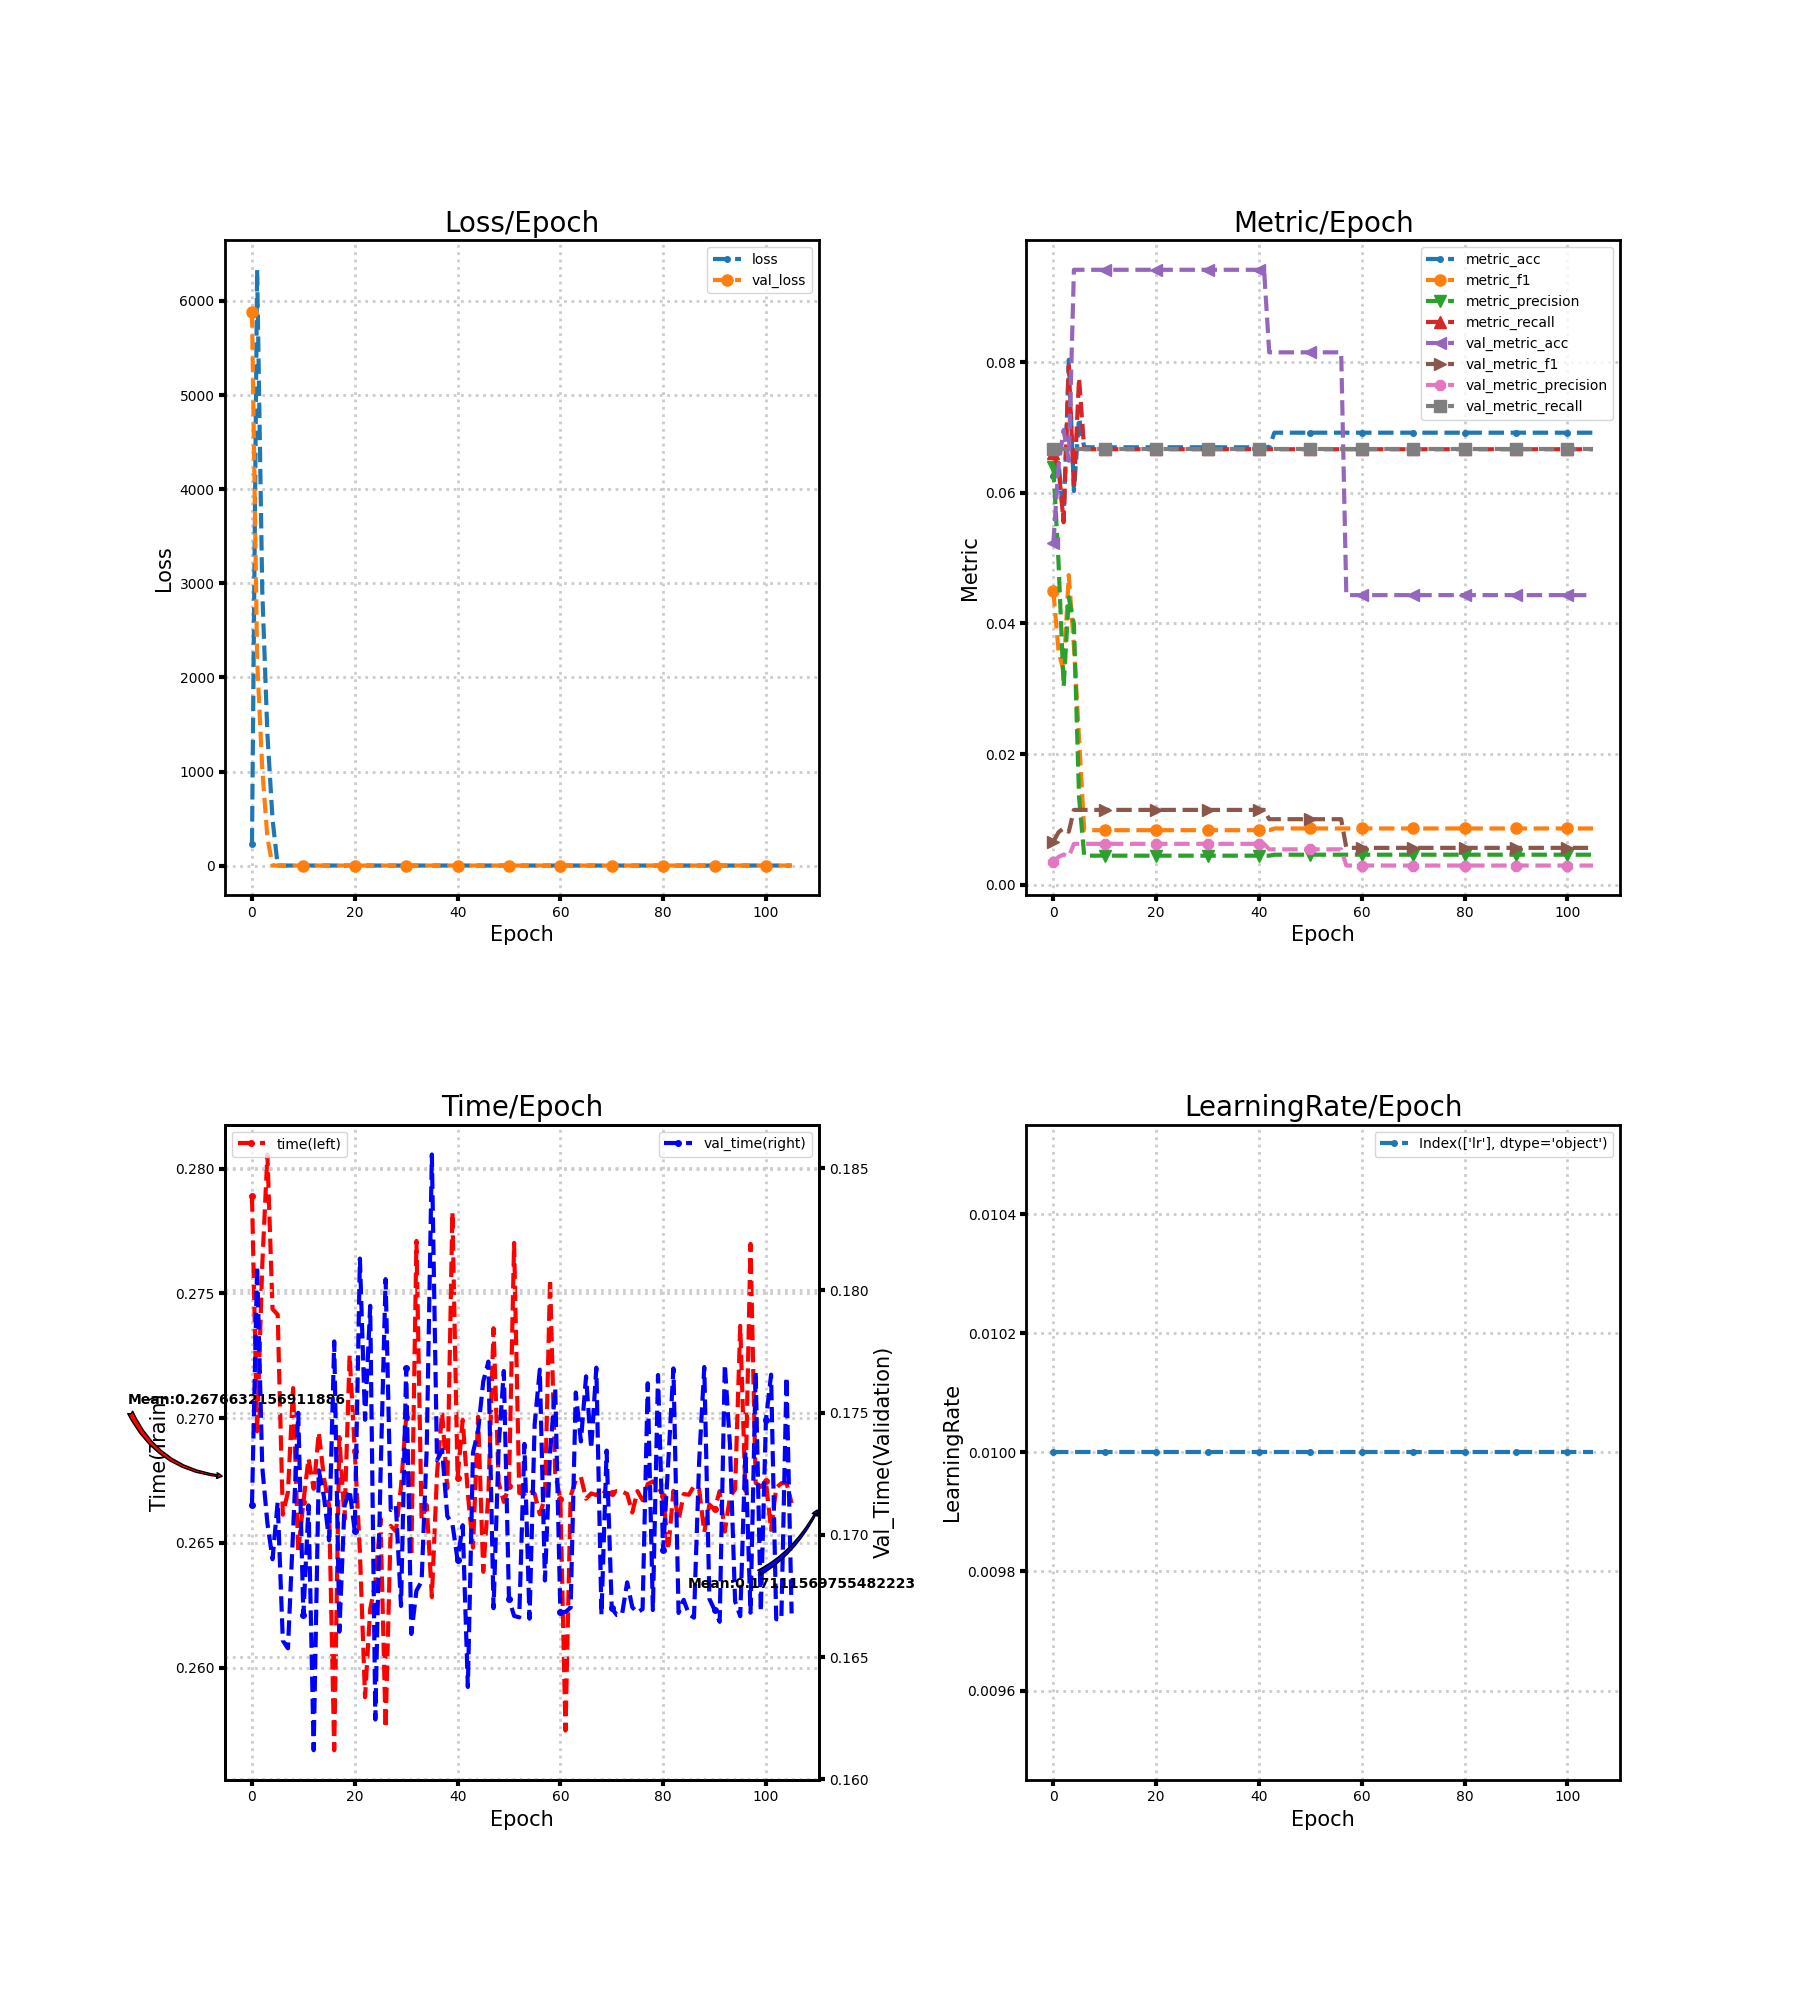 Loss/Epoch
loss
val_loss
6000
5000
4000
3000
2000
1000
0
Loss
0 20 40 60 80 100
Epoch
Metric/Epoch
metric_acc
metric_f1
metric_precision
metric_recall
val_metric_acc
val_metric_f1
val_metric_precision
val_metric_recall
0.08
0.06
0.04
0.02
0.00
Metric
0 20 40 60 80 100
Epoch
Time/Epoch
time(left)
val_time(right)
0.280
0.275
0.270
0.265
0.260
Time(Train)
Mean:0.2676632156911886
0.185
0.180
0.175
0.170
0.165
0.160
Val_Time(Validation)
Mean:0.17111569755482223
0 20 40 60 80 100
Epoch
LearningRate/Epoch
Index(['lr'], dtype='object')
0.0104
0.0102
0.0100
0.0098
0.0096
LearningRate
0 20 40 60 80 100
Epoch